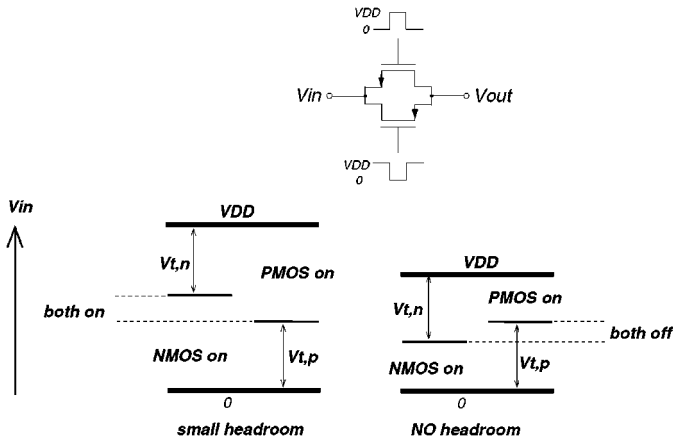 VDD
0
Vin
Vout
VDD
0
Vin
VDD
VDD
Vt,n
PMOS on
Vt,n
PMOS on
both on
both off
NMOS on
Vt,p
NMOS on
Vt,p
0
0
small headroom
NO headroom